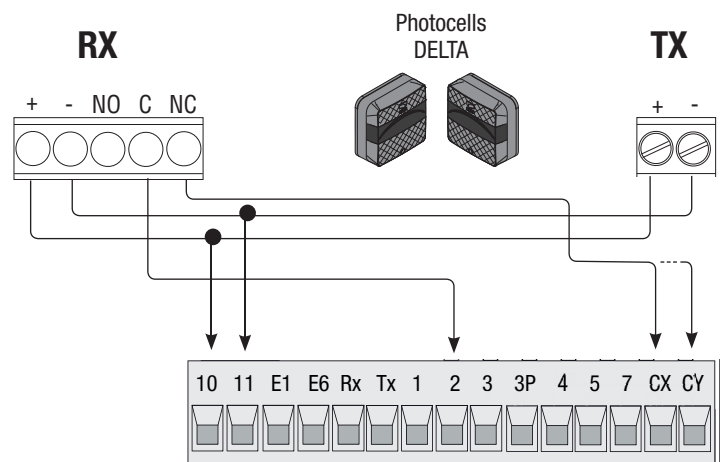 Photocells
DELTA
RX
TX
+ - NO C NC
+ -
10 11 E1 E6 Rx Tx 1 2 3 3P 4 5 7 CX CY